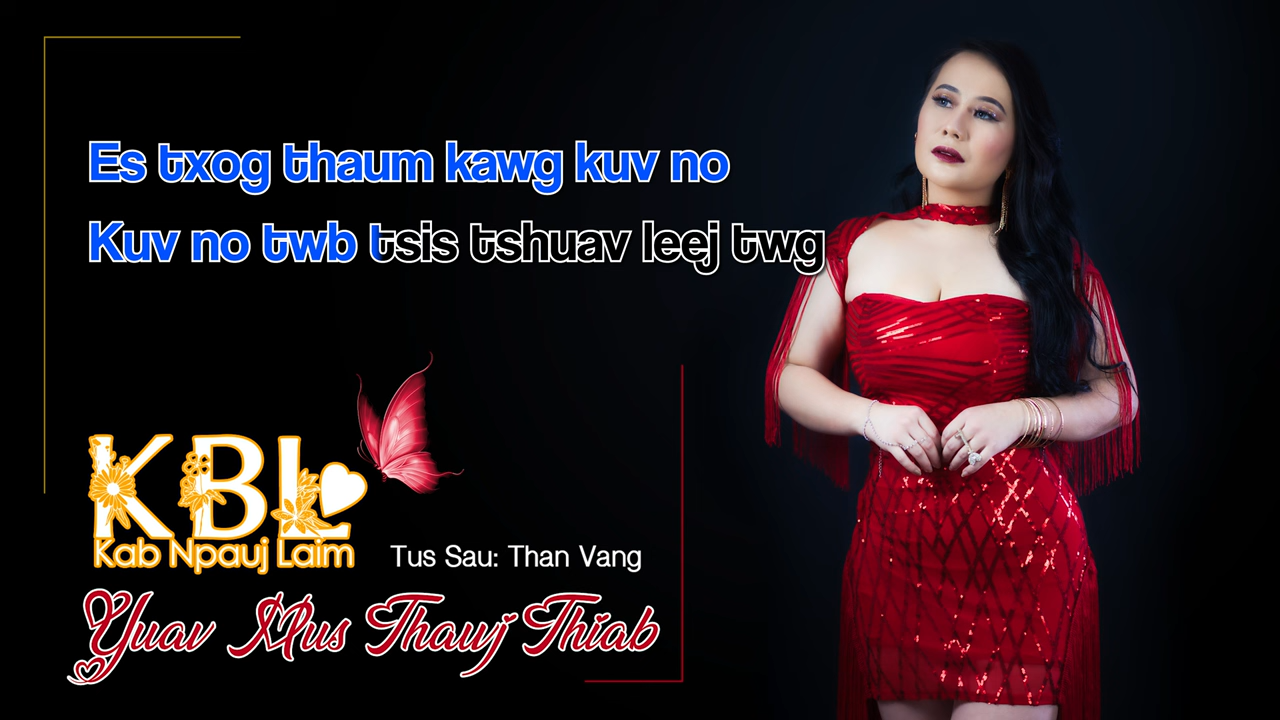 Es txog thaum kawg kuv no
Kuv no twb tsis tshuav leej twg
KBL
Kab Npauj Laim
Tus Sau: Than Vang
Yuav Mus Thawj Thiab